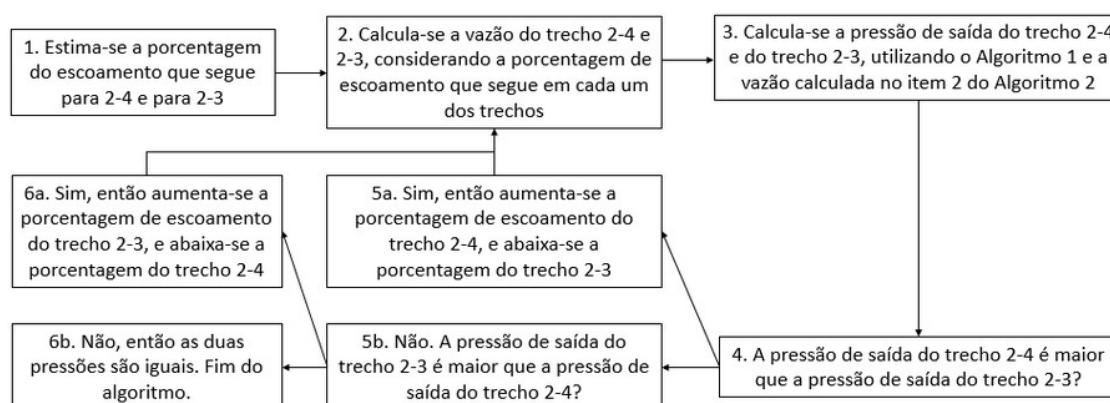 1. Estima-se a porcentagem
do escoamento que segue
para 2-4 e para 2-3
2. Calcula-se a vazão do trecho 2-4 e
2-3, considerando a porcentagem de
escoamento que segue em cada um
dos trechos
3. Calcula-se a pressão de saída do trecho 2-4
e do trecho 2-3, utilizando o Algoritmo 1 e a
vazão calculada no item 2 do Algoritmo 2
6a. Sim, então aumenta-se a
porcentagem de escoamento
do trecho 2-3, e abaixa-se a
porcentagem do trecho 2-4
5a. Sim, então aumenta-se a
porcentagem de escoamento do
trecho 2-4, e abaixa-se a
porcentagem do trecho 2-3
6b. Não, então as duas
pressões são iguais. Fim do
algoritmo.
5b. Não. A pressão de saída do
trecho 2-3 é maior que a pressão de
saída do trecho 2-4?
4. A pressão de saída do trecho 2-4 é maior
que a pressão de saída do trecho 2-3?